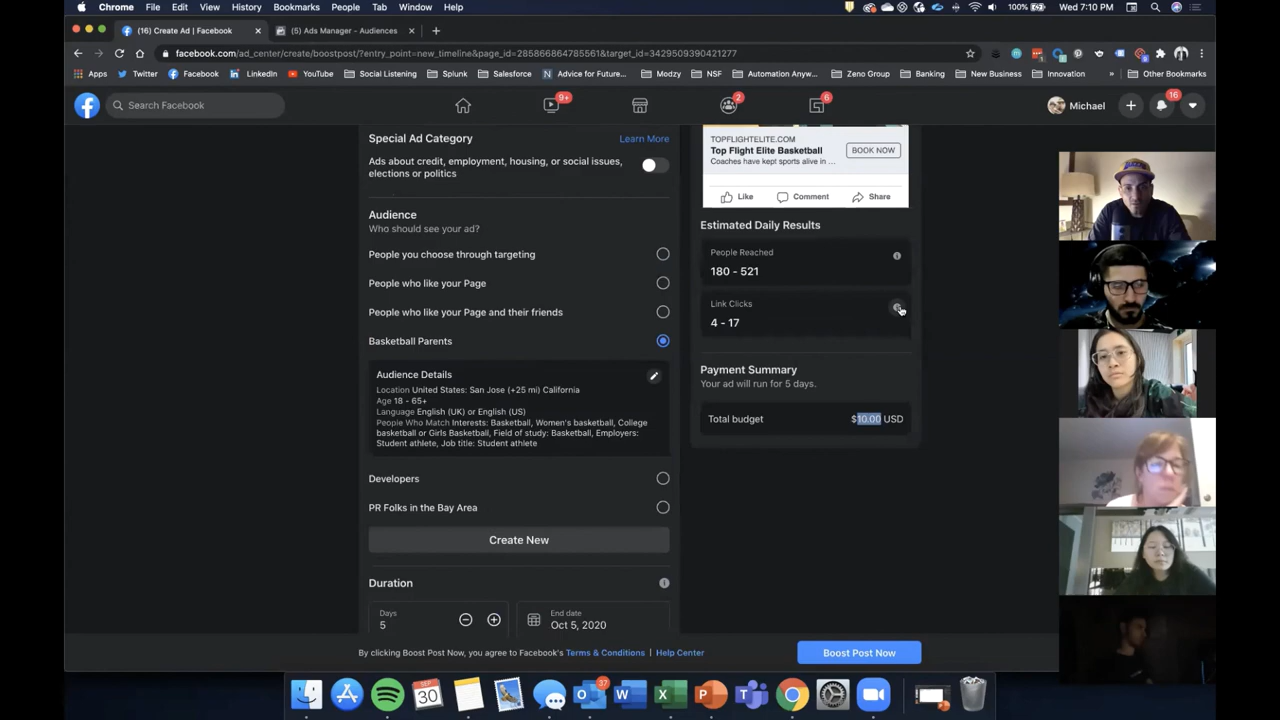 Chrome File Edit View History Bookmarks People Tab Window Help
100% Wed 7:10 PM
(16) Create Ad | Facebook
(5) Ads Manager - Audiences
facebook.com/ad_center/create/boostpost/?entry_point=new_timeline&page_id=285866864785561&target_id=3429509390421277
Apps Twitter Facebook LinkedIn YouTube Social Listening Splunk Salesforce Advice for Future... Modzy NSF Automation Anyw... Zeno Group Banking New Business Innovation » Other Bookmarks
Search Facebook
9+
2
6
Michael
16
Special Ad Category
Learn More
Ads about credit, employment, housing, or social issues,
elections or politics
Audience
Who should see your ad?
People you choose through targeting
People who like your Page
People who like your Page and their friends
Basketball Parents
Audience Details
Location United States: San Jose (+25 mi) California
Age 18 - 65+
Language English (UK) or English (US)
People Who Match Interests: Basketball, Women's basketball, College
basketball or Girls Basketball, Field of study: Basketball, Employers:
Student athlete, Job title: Student athlete
Developers
PR Folks in the Bay Area
Create New
Duration
Days
5
End date
Oct 5, 2020
TOPFLIGHTELITE.COM
Top Flight Elite Basketball
Coaches have kept sports alive in ...
BOOK NOW
Like Comment Share
Estimated Daily Results
People Reached
180 - 521
Link Clicks
4 - 17
Payment Summary
Your ad will run for 5 days.
Total budget
$10.00 USD
By clicking Boost Post Now, you agree to Facebook's Terms & Conditions | Help Center
Boost Post Now
SEP
30
37